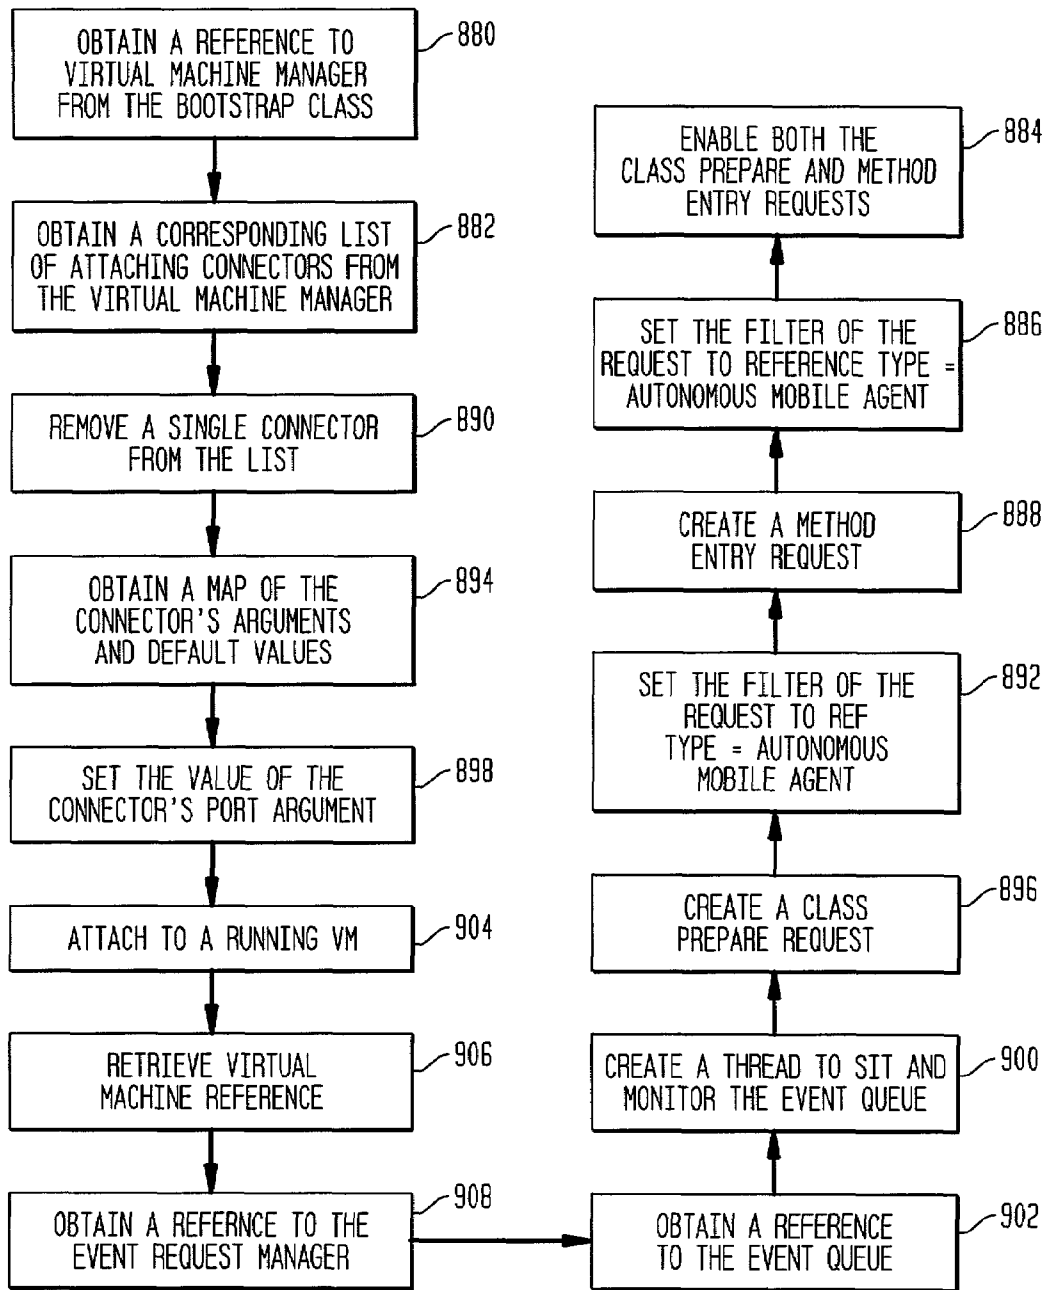 OBTAIN A REFERENCE TO
VIRTUAL MACHINE MANAGER
FROM THE BOOTSTRAP CLASS
880
OBTAIN A CORRESPONDING LIST
OF ATTACHING CONNECTORS FROM
THE VIRTUAL MACHINE MANAGER
882
REMOVE A SINGLE CONNECTOR
FROM THE LIST
890
OBTAIN A MAP OF THE
CONNECTOR'S ARGUMENTS
AND DEFAULT VALUES
894
SET THE VALUE OF THE
CONNECTOR'S PORT ARGUMENT
898
ATTACH TO A RUNNING VM
904
RETRIEVE VIRTUAL
MACHINE REFERENCE
906
OBTAIN A REFERNCE TO THE
EVENT REQUEST MANAGER
908
OBTAIN A REFERENCE
TO THE EVENT QUEUE
902
CREATE A THREAD TO SIT AND
MONITOR THE EVENT QUEUE
900
CREATE A CLASS
PREPARE REQUEST
896
SET THE FILTER OF THE
REQUEST TO REF
TYPE = AUTONOMOUS
MOBILE AGENT
892
CREATE A METHOD
ENTRY REQUEST
888
SET THE FILTER OF THE
REQUEST TO REFERENCE TYPE =
AUTONOMOUS MOBILE AGENT
886
ENABLE BOTH THE
CLASS PREPARE AND METHOD
ENTRY REQUESTS
884